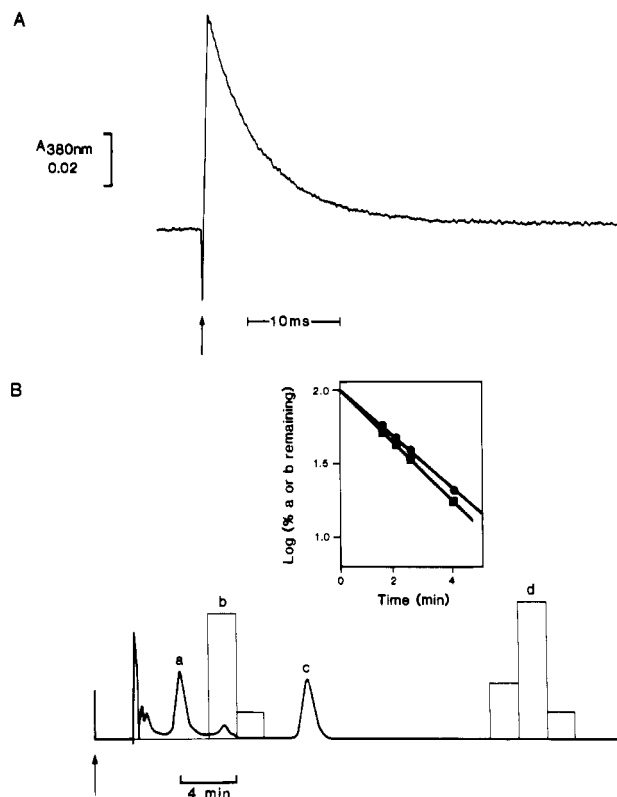 A
A380nm
0.02
10ms
B
Log (% a or b remaining)
2.0
1.5
1.0
0
2
4
Time (min)
a
b
c
d
4 min